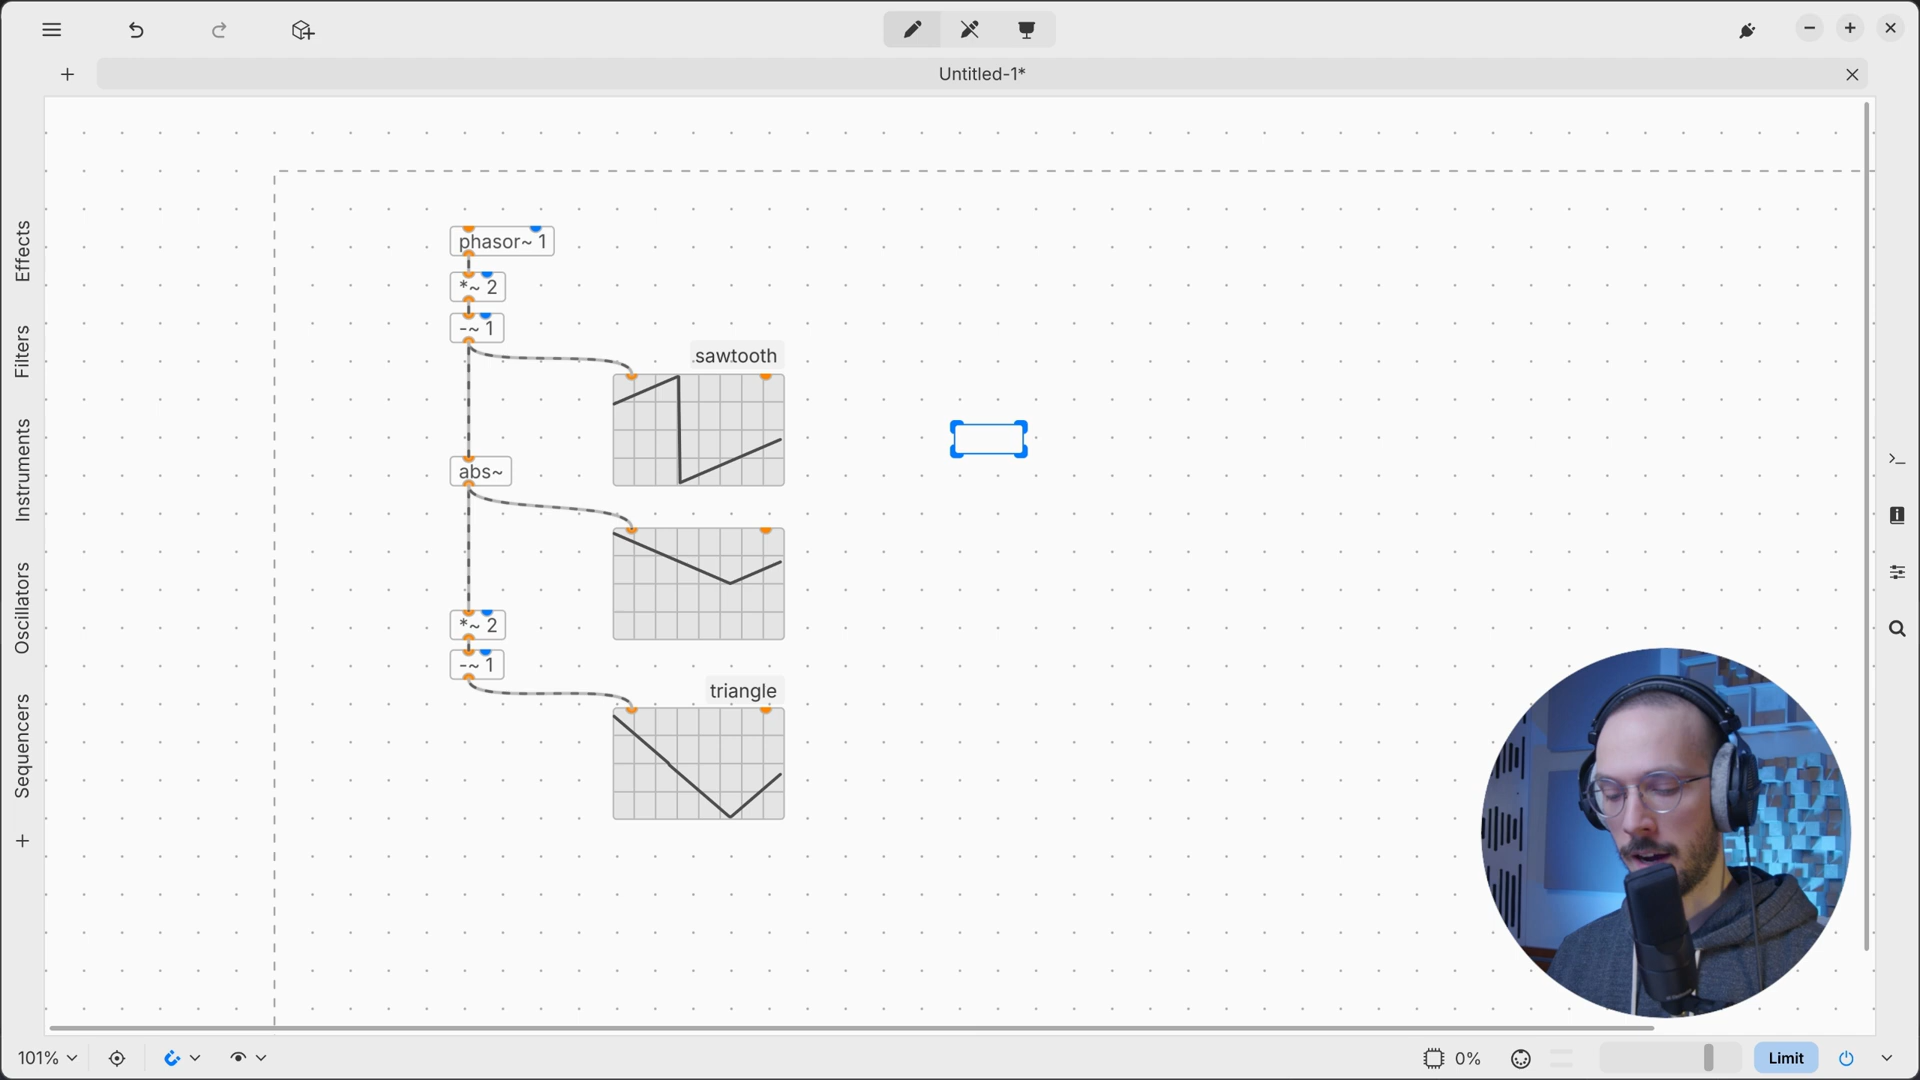 Untitled-1*
Effects
Filters
Instruments
Oscillators
Sequencers
phasor~ 1
*~ 2
-~ 1
sawtooth
abs~
*~ 2
-~ 1
triangle
101%
0%
Limit